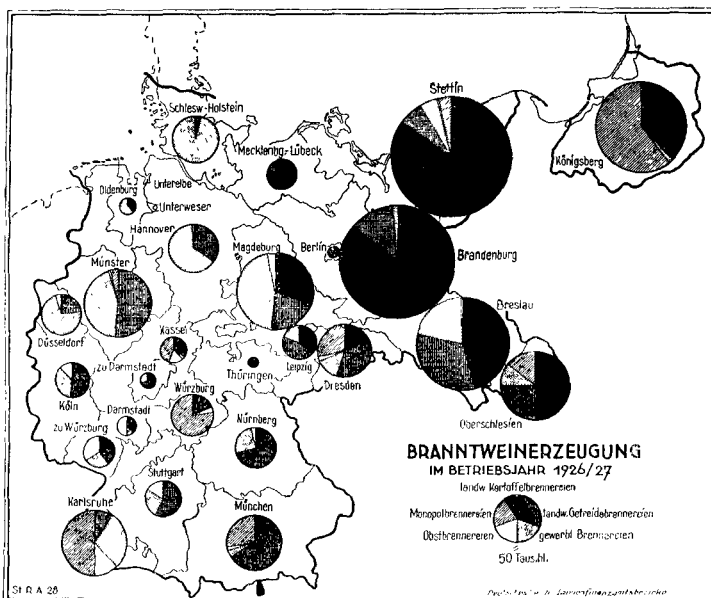 Stettin
Schlesw.-Holstein
Mecklenbg.-Lübeck
Königsberg
Oldenburg
Unterelbe
Unterweser
Hannover
Magdeburg
Berlin
Brandenburg
Münster
Breslau
Düsseldorf
Kassel
zu Darmstadt
Thüringen
Leipzig
Dresden
Köln
Würzburg
Oberschlesien
Darmstadt
zu Würzburg
Nürnberg
Stuttgart
Karlsruhe
München
BRANNTWEINERZEUGUNG
IM BETRIEBSJAHR 1926/27
landw. Kartoffelbrennereien
Monopolbrennereien
landw. Getreidebrennereien
Obstbrennereien
gewerbl. Brennereien
=
50 Taus. hl.
St. R. A. 28